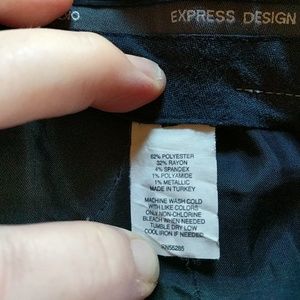 EXPRESS DESIGN
62% POLYESTER
32% RAYON
4% SPANDEX
1% POLYAMIDE
1% METALLIC
MADE IN TURKEY
MACHINE WASH COLD
WITH LIKE COLORS
ONLY NON-CHLORINE
BLEACH WHEN NEEDED
TUMBLE DRY LOW
COOL IRON IF NEEDED
RN55285